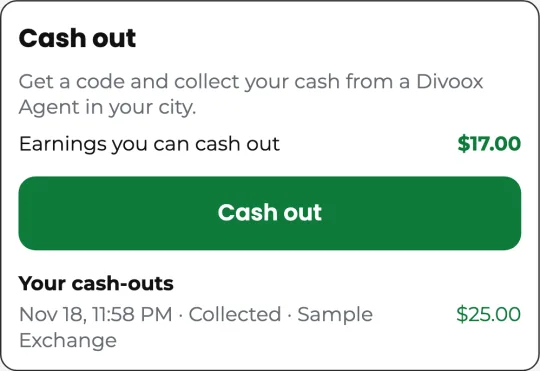 Cash out
Get a code and collect your cash from a Divoox
Agent in your city.
Earnings you can cash out $17.00
Cash out
Your cash-outs
Nov 18, 11:58 PM · Collected · Sample $25.00
Exchange